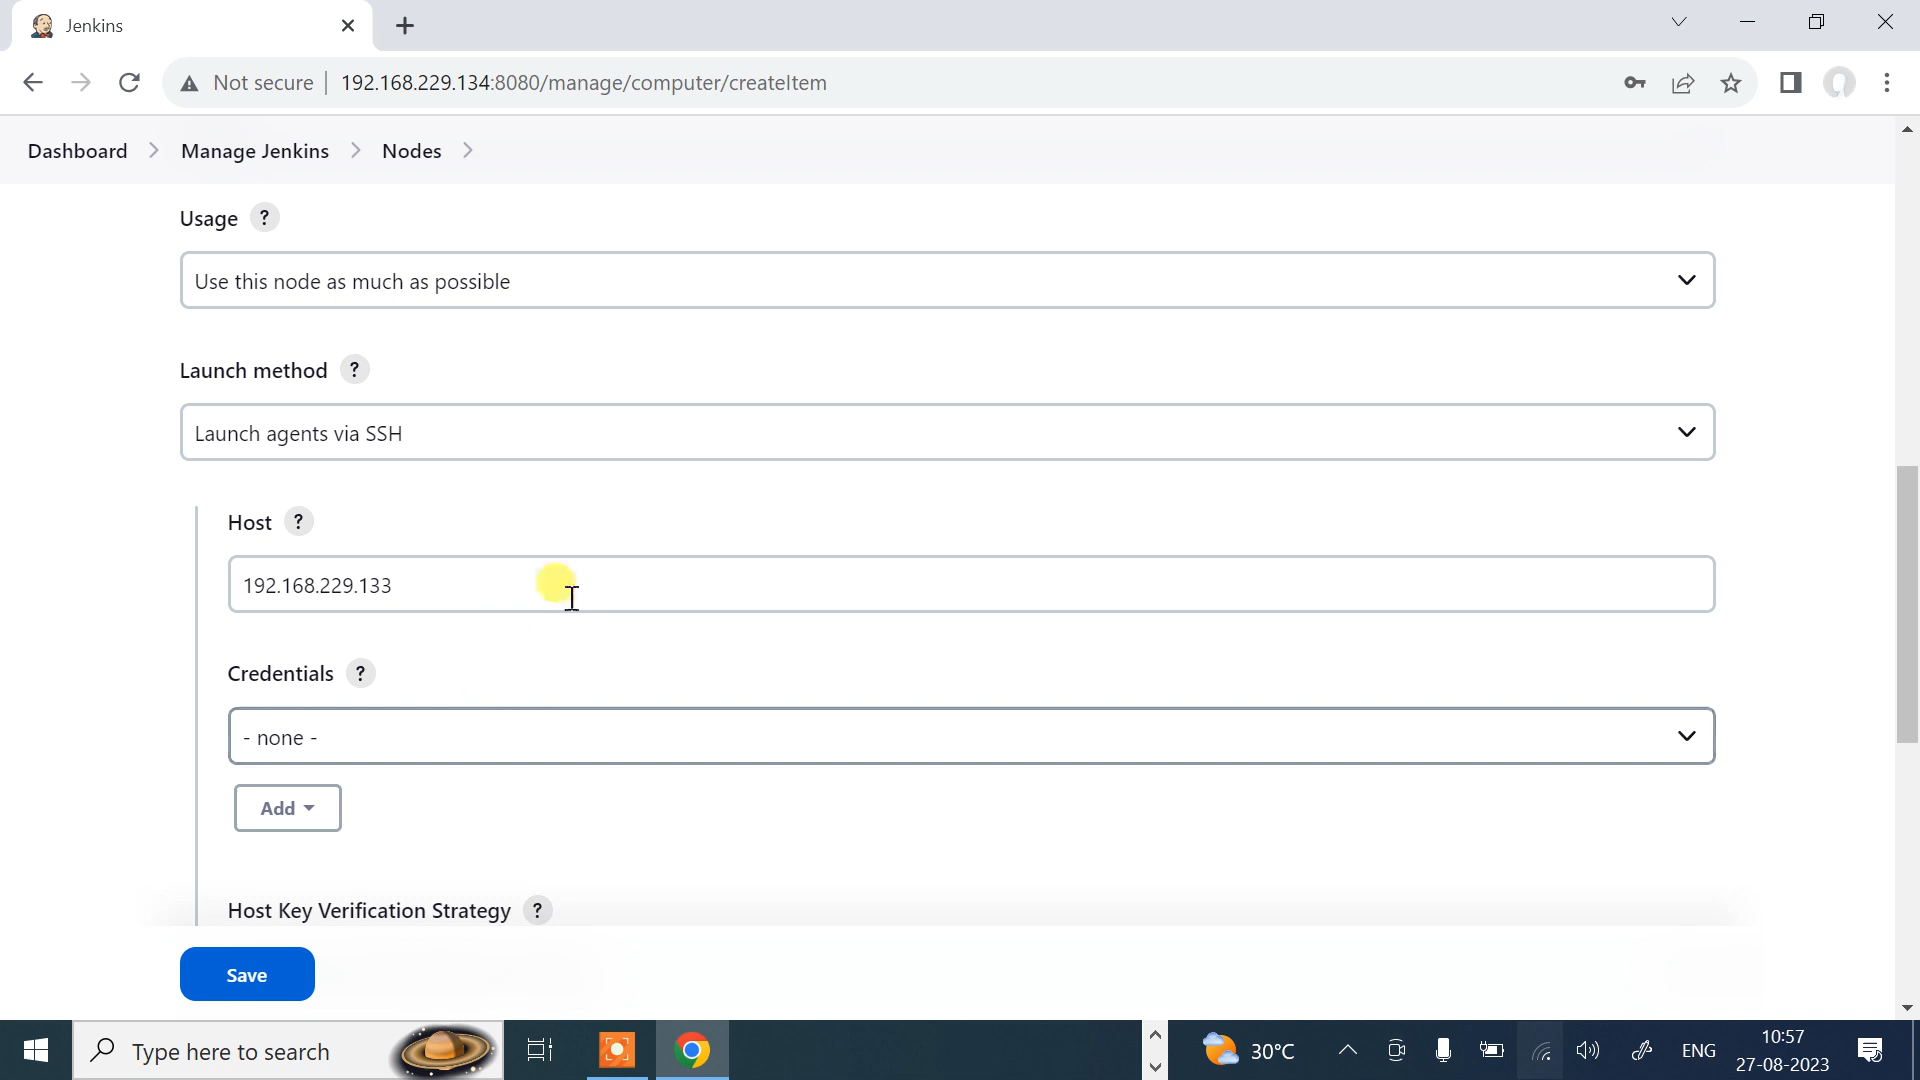 Jenkins
Not secure
192.168.229.134:8080/manage/computer/createItem
Dashboard
Manage Jenkins
Nodes
Usage ?
Use this node as much as possible
Launch method ?
Launch agents via SSH
Host ?
192.168.229.133
Credentials ?
- none -
Add
Host Key Verification Strategy ?
Save
Type here to search
30°C
ENG
10:57
27-08-2023